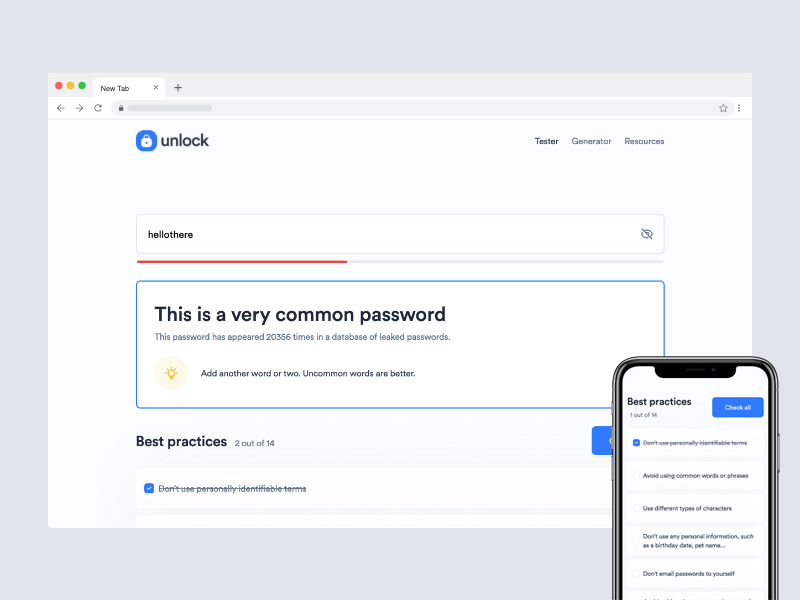 New Tab
unlock
Tester Generator Resources
hellothere
This is a very common password
This password has appeared 20356 times in a database of leaked passwords.
Add another word or two. Uncommon words are better.
Best practices 2 out of 14
Don't use personally identifiable terms
Best practices
1 out of 14
Check all
Don't use personally identifiable terms
Avoid using common words or phrases
Use different types of characters
Don't use any personal information, such
as a birthday date, pet name...
Don't email passwords to yourself